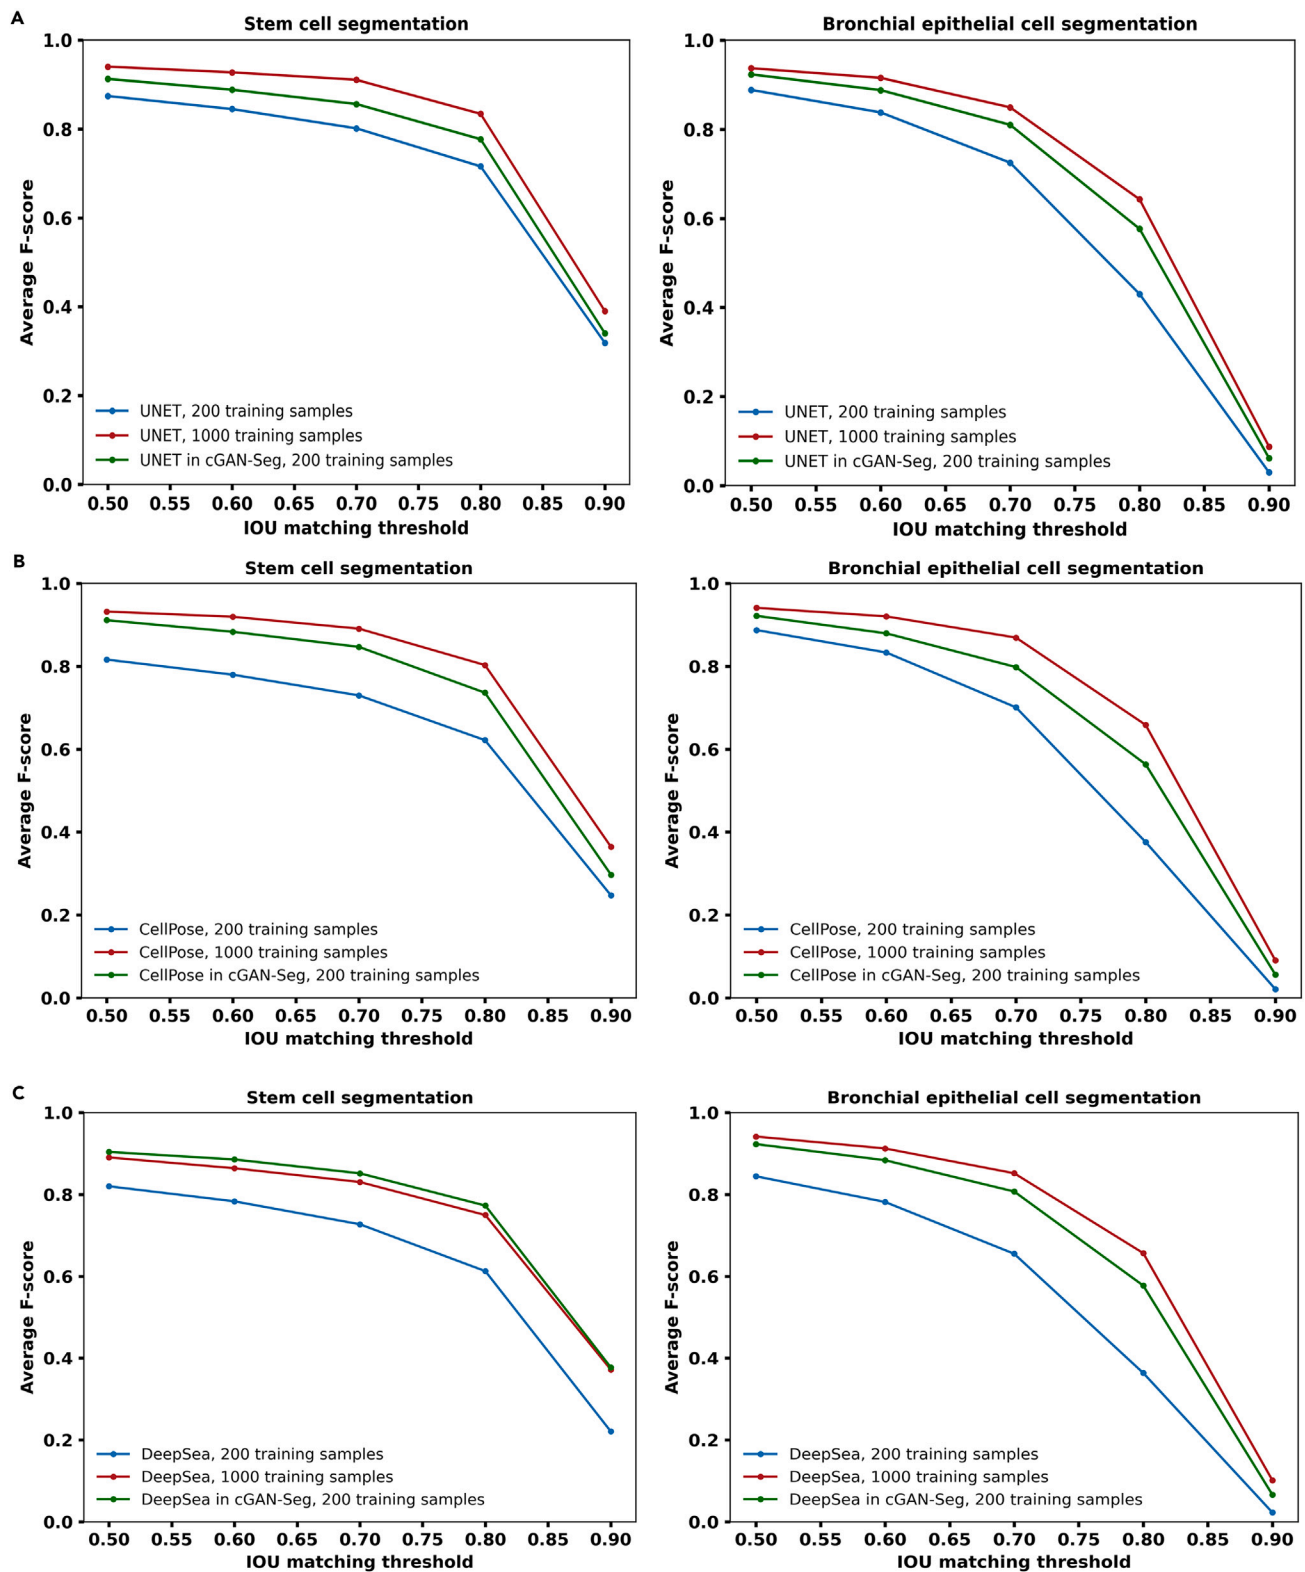 A
Stem cell segmentation
1.0
0.8
0.6
0.4
0.2
0.0
Average F-score
UNET, 200 training samples
UNET, 1000 training samples
UNET in cGAN-Seg, 200 training samples
0.50 0.55 0.60 0.65 0.70 0.75 0.80 0.85 0.90
IOU matching threshold
Bronchial epithelial cell segmentation
1.0
0.8
0.6
0.4
0.2
0.0
Average F-score
UNET, 200 training samples
UNET, 1000 training samples
UNET in cGAN-Seg, 200 training samples
0.50 0.55 0.60 0.65 0.70 0.75 0.80 0.85 0.90
IOU matching threshold
B
Stem cell segmentation
1.0
0.8
0.6
0.4
0.2
0.0
Average F-score
CellPose, 200 training samples
CellPose, 1000 training samples
CellPose in cGAN-Seg, 200 training samples
0.50 0.55 0.60 0.65 0.70 0.75 0.80 0.85 0.90
IOU matching threshold
Bronchial epithelial cell segmentation
1.0
0.8
0.6
0.4
0.2
0.0
Average F-score
CellPose, 200 training samples
CellPose, 1000 training samples
CellPose in cGAN-Seg, 200 training samples
0.50 0.55 0.60 0.65 0.70 0.75 0.80 0.85 0.90
IOU matching threshold
C
Stem cell segmentation
1.0
0.8
0.6
0.4
0.2
0.0
Average F-score
DeepSea, 200 training samples
DeepSea, 1000 training samples
DeepSea in cGAN-Seg, 200 training samples
0.50 0.55 0.60 0.65 0.70 0.75 0.80 0.85 0.90
IOU matching threshold
Bronchial epithelial cell segmentation
1.0
0.8
0.6
0.4
0.2
0.0
Average F-score
DeepSea, 200 training samples
DeepSea, 1000 training samples
DeepSea in cGAN-Seg, 200 training samples
0.50 0.55 0.60 0.65 0.70 0.75 0.80 0.85 0.90
IOU matching threshold